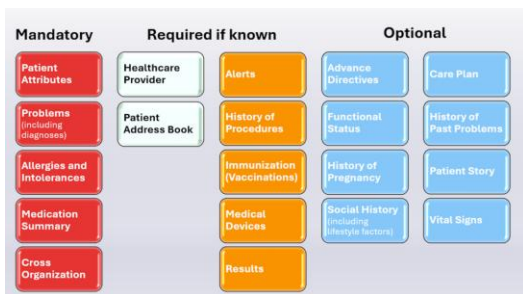 Mandatory
Required if known
Optional
Patient
Attributes
Problems
(including
diagnoses)
Allergies and
Intolerances
Medication
Summary
Cross
Organization
Healthcare
Provider
Patient
Address Book
Alerts
History of
Procedures
Immunization
(Vaccinations)
Medical
Devices
Results
Advance
Directives
Functional
Status
History of
Pregnancy
Social History
(including
lifestyle factors)
Care Plan
History of
Past Problems
Patient Story
Vital Signs